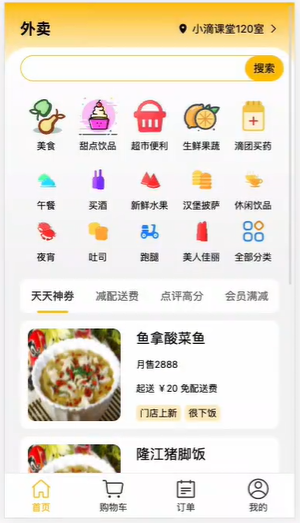 外卖 小滴课堂120室
搜索
美食 甜点饮品 超市便利 生鲜果蔬 滴团买药
午餐 买酒 新鲜水果 汉堡披萨 休闲饮品
夜宵 吐司 跑腿 美人佳丽 全部分类
天天神券 减配送费 点评高分 会员满减
鱼拿酸菜鱼
月售2888
起送 ¥20 免配送费
门店上新 很下饭
隆江猪脚饭
首页 购物车 订单 我的